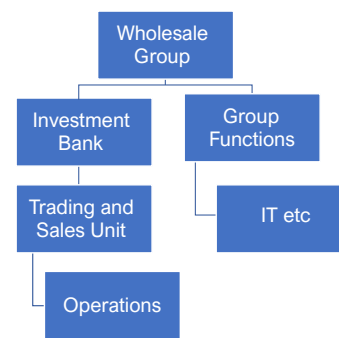 Wholesale
Group
Investment
Bank
Group
Functions
Trading and
Sales Unit
IT etc
Operations